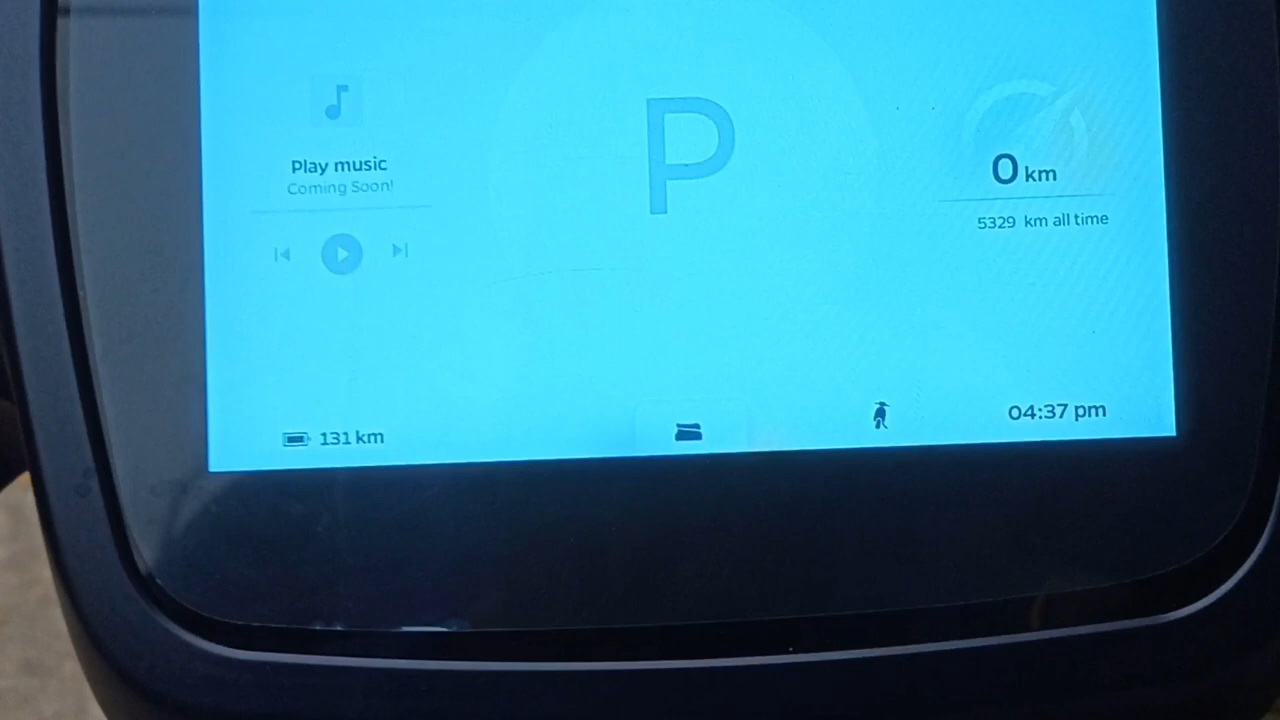 Play music
Coming Soon!
P
0 km
5329 km all time
131 km
04:37 pm